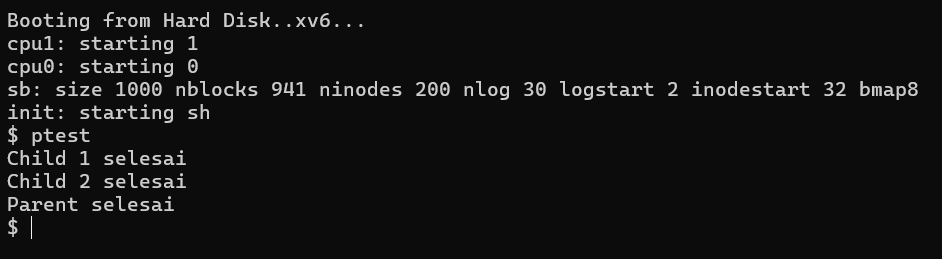 Booting from Hard Disk..xv6...
cpu1: starting 1
cpu0: starting 0
sb: size 1000 nblocks 941 ninodes 200 nlog 30 logstart 2 inodestart 32 bmap8
init: starting sh
$ ptest
Child 1 selesai
Child 2 selesai
Parent selesai
$